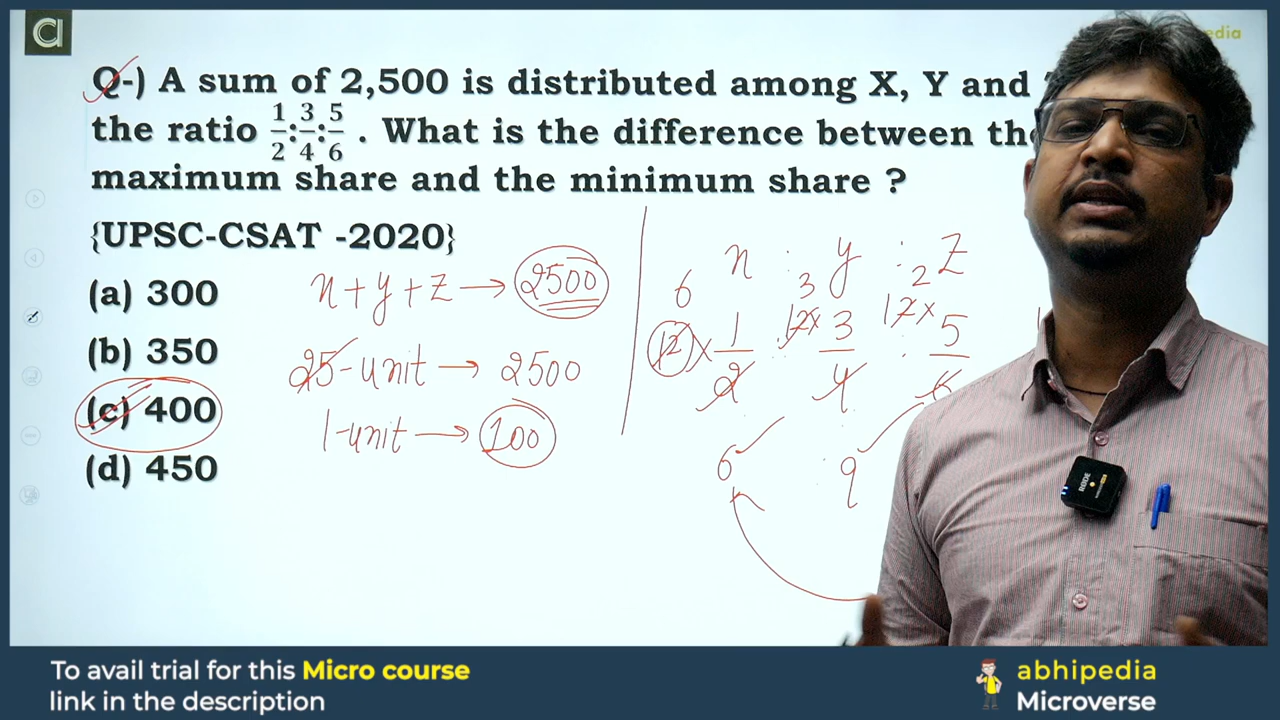 edia
Q-) A sum of 2,500 is distributed among X, Y and
the ratio 1/2:3/4:5/6 . What is the difference between the
maximum share and the minimum share ?
{UPSC-CSAT -2020}
(a) 300
(b) 350
(c) 400
(d) 450
x+y+z → 2500
25-unit → 2500
1-unit → 100
x : y : z
6 3 2
12 × 1/2 : 12× 3/4 : 12× 5/6
6 : 9
RODE
To avail trial for this Micro course
link in the description
abhipedia
Microverse